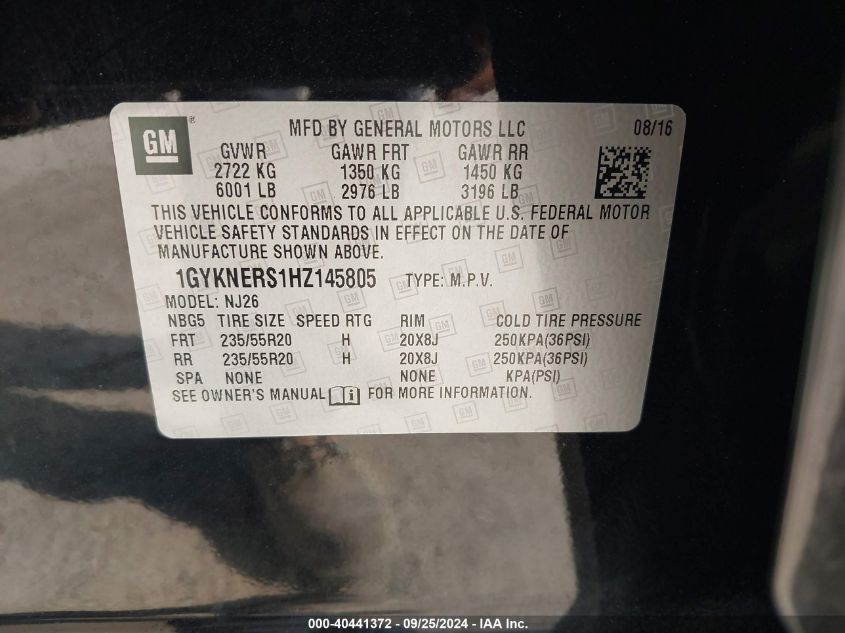 GM ® MFD BY GENERAL MOTORS LLC 08/16
GVWR GAWR FRT GAWR RR
2722 KG 1350 KG 1450 KG
6001 LB 2976 LB 3196 LB
THIS VEHICLE CONFORMS TO ALL APPLICABLE U.S. FEDERAL MOTOR
VEHICLE SAFETY STANDARDS IN EFFECT ON THE DATE OF
MANUFACTURE SHOWN ABOVE.
1GYKNERS1HZ145805 TYPE: M.P.V.
MODEL: NJ26
NBG5 TIRE SIZE SPEED RTG RIM COLD TIRE PRESSURE
FRT 235/55R20 H 20X8J 250KPA(36PSI)
RR 235/55R20 H 20X8J 250KPA(36PSI)
SPA NONE NONE KPA(PSI)
SEE OWNER'S MANUAL i FOR MORE INFORMATION.
000-40441372 - 09/25/2024 - IAA Inc.